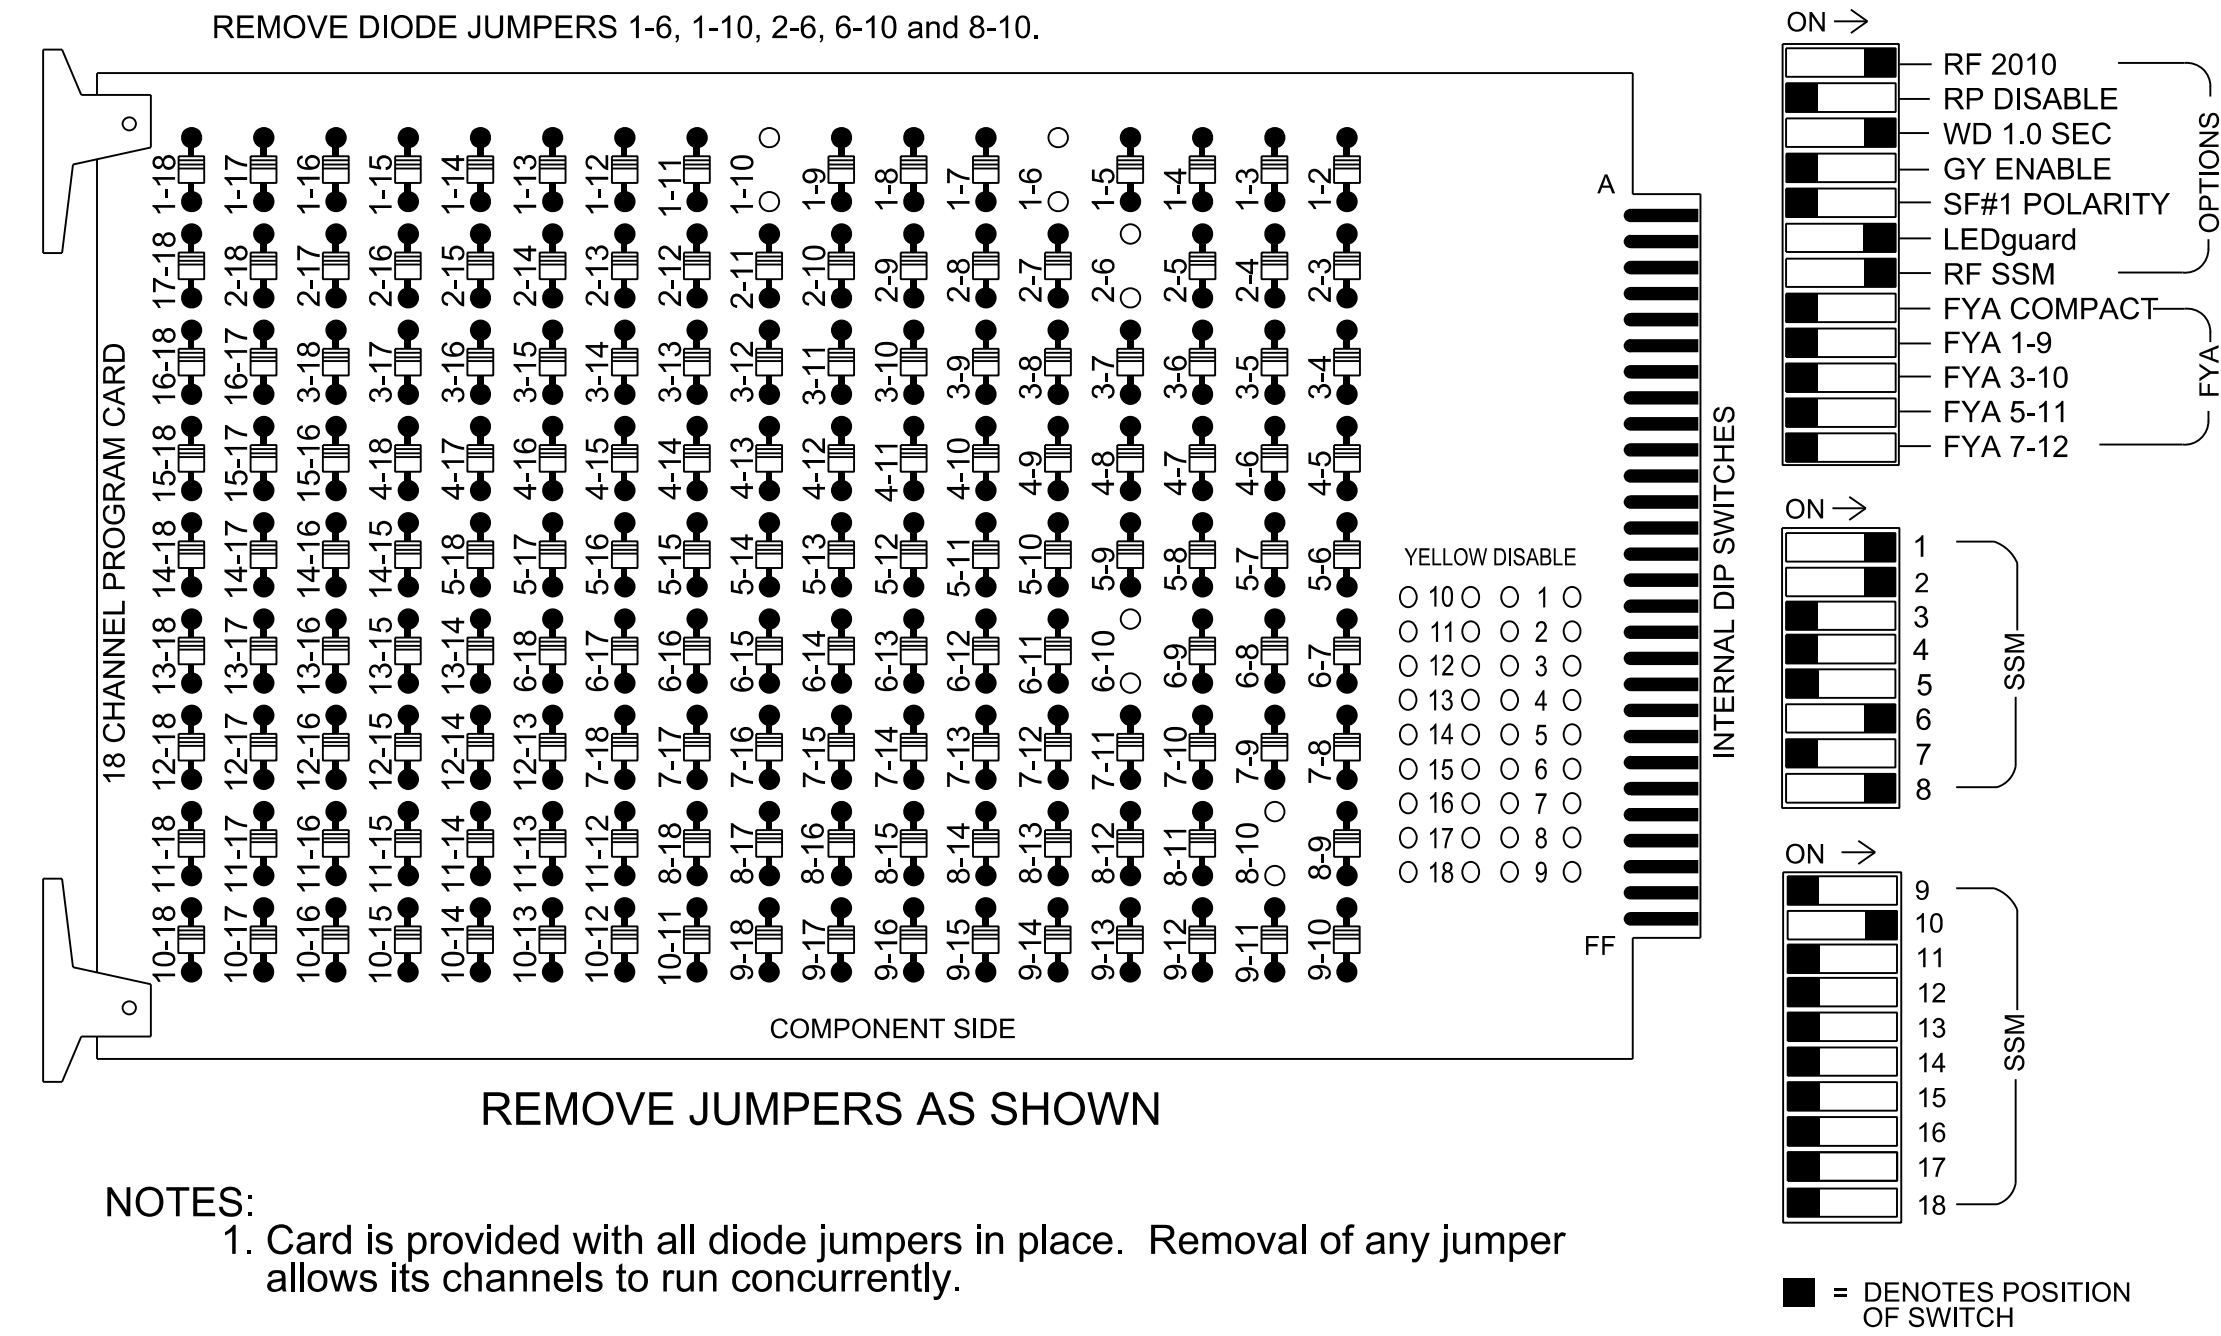 REMOVE DIODE JUMPERS 1-6, 1-10, 2-6, 6-10 and 8-10.
18 CHANNEL PROGRAM CARD
1-18 1-17 1-16 1-15 1-14 1-13 1-12 1-11 1-10 1-9 1-8 1-7 1-6 1-5 1-4 1-3 1-2
17-18 2-18 2-17 2-16 2-15 2-14 2-13 2-12 2-11 2-10 2-9 2-8 2-7 2-6 2-5 2-4 2-3
16-18 16-17 3-18 3-17 3-16 3-15 3-14 3-13 3-12 3-11 3-10 3-9 3-8 3-7 3-6 3-5 3-4
15-18 15-17 15-16 4-18 4-17 4-16 4-15 4-14 4-13 4-12 4-11 4-10 4-9 4-8 4-7 4-6 4-5
14-18 14-17 14-16 14-15 5-18 5-17 5-16 5-15 5-14 5-13 5-12 5-11 5-10 5-9 5-8 5-7 5-6
13-18 13-17 13-16 13-15 13-14 6-18 6-17 6-16 6-15 6-14 6-13 6-12 6-11 6-10 6-9 6-8 6-7
12-18 12-17 12-16 12-15 12-14 12-13 7-18 7-17 7-16 7-15 7-14 7-13 7-12 7-11 7-10 7-9 7-8
11-18 11-17 11-16 11-15 11-14 11-13 11-12 8-18 8-17 8-16 8-15 8-14 8-13 8-12 8-11 8-10 8-9
10-18 10-17 10-16 10-15 10-14 10-13 10-12 10-11 9-18 9-17 9-16 9-15 9-14 9-13 9-12 9-11 9-10
A
YELLOW DISABLE
10 1
11 2
12 3
13 4
14 5
15 6
16 7
17 8
18 9
FF
COMPONENT SIDE
INTERNAL DIP SWITCHES
ON
RF 2010
RP DISABLE
WD 1.0 SEC
GY ENABLE
SF#1 POLARITY
LEDguard
RF SSM
OPTIONS
FYA COMPACT
FYA 1-9
FYA 3-10
FYA 5-11
FYA 7-12
FYA
ON
1
2
3
4
5
6
7
8
SSM
ON
9
10
11
12
13
14
15
16
17
18
SSM
REMOVE JUMPERS AS SHOWN
NOTES:
1. Card is provided with all diode jumpers in place. Removal of any jumper
allows its channels to run concurrently.
= DENOTES POSITION
OF SWITCH